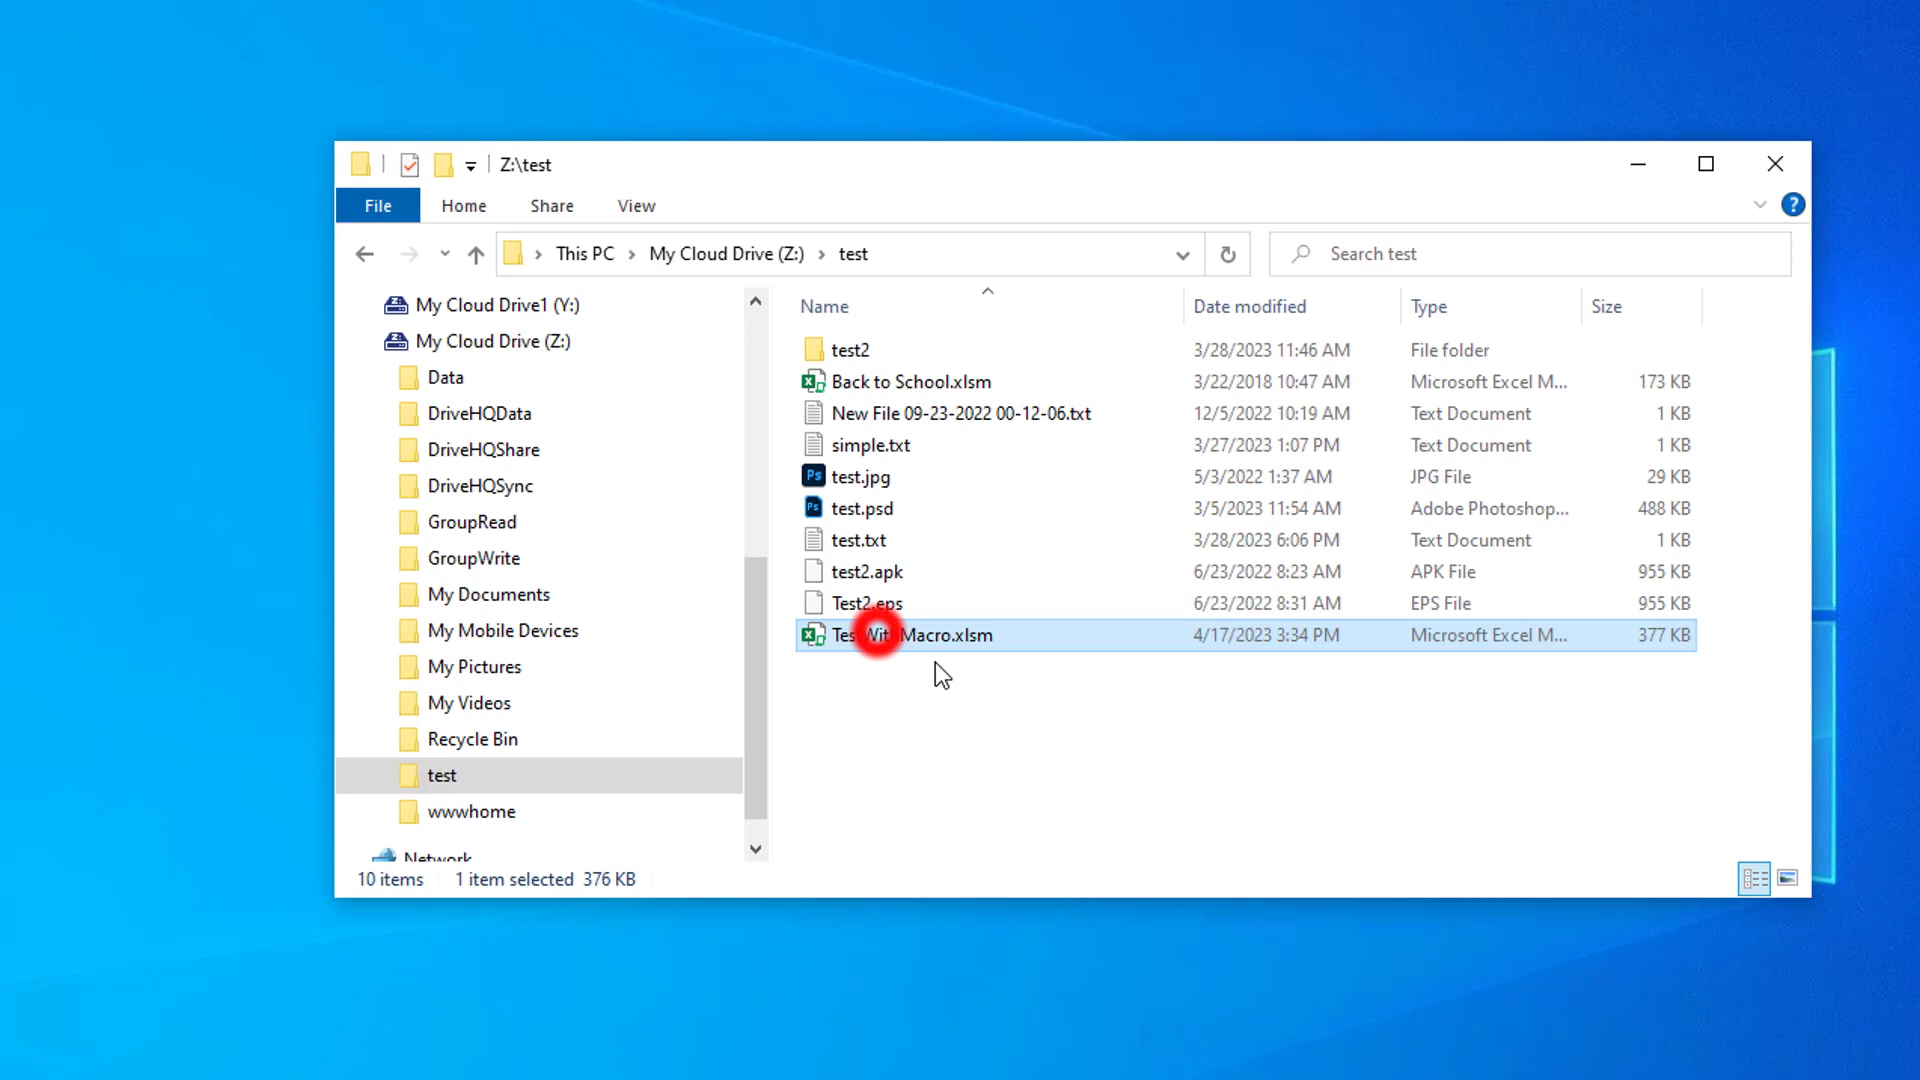 Z:\test
File Home Share View
This PC My Cloud Drive (Z:) test
Search test
My Cloud Drive1 (Y:)
My Cloud Drive (Z:)
Data
DriveHQData
DriveHQShare
DriveHQSync
GroupRead
GroupWrite
My Documents
My Mobile Devices
My Pictures
My Videos
Recycle Bin
test
wwwhome
Network
Name Date modified Type Size
test2 3/28/2023 11:46 AM File folder
Back to School.xlsm 3/22/2018 10:47 AM Microsoft Excel M... 173 KB
New File 09-23-2022 00-12-06.txt 12/5/2022 10:19 AM Text Document 1 KB
simple.txt 3/27/2023 1:07 PM Text Document 1 KB
Ps test.jpg 5/3/2022 1:37 AM JPG File 29 KB
Ps test.psd 3/5/2023 11:54 AM Adobe Photoshop... 488 KB
test.txt 3/28/2023 6:06 PM Text Document 1 KB
test2.apk 6/23/2022 8:23 AM APK File 955 KB
Test2.eps 6/23/2022 8:31 AM EPS File 955 KB
TestWithMacro.xlsm 4/17/2023 3:34 PM Microsoft Excel M... 377 KB
10 items 1 item selected 376 KB